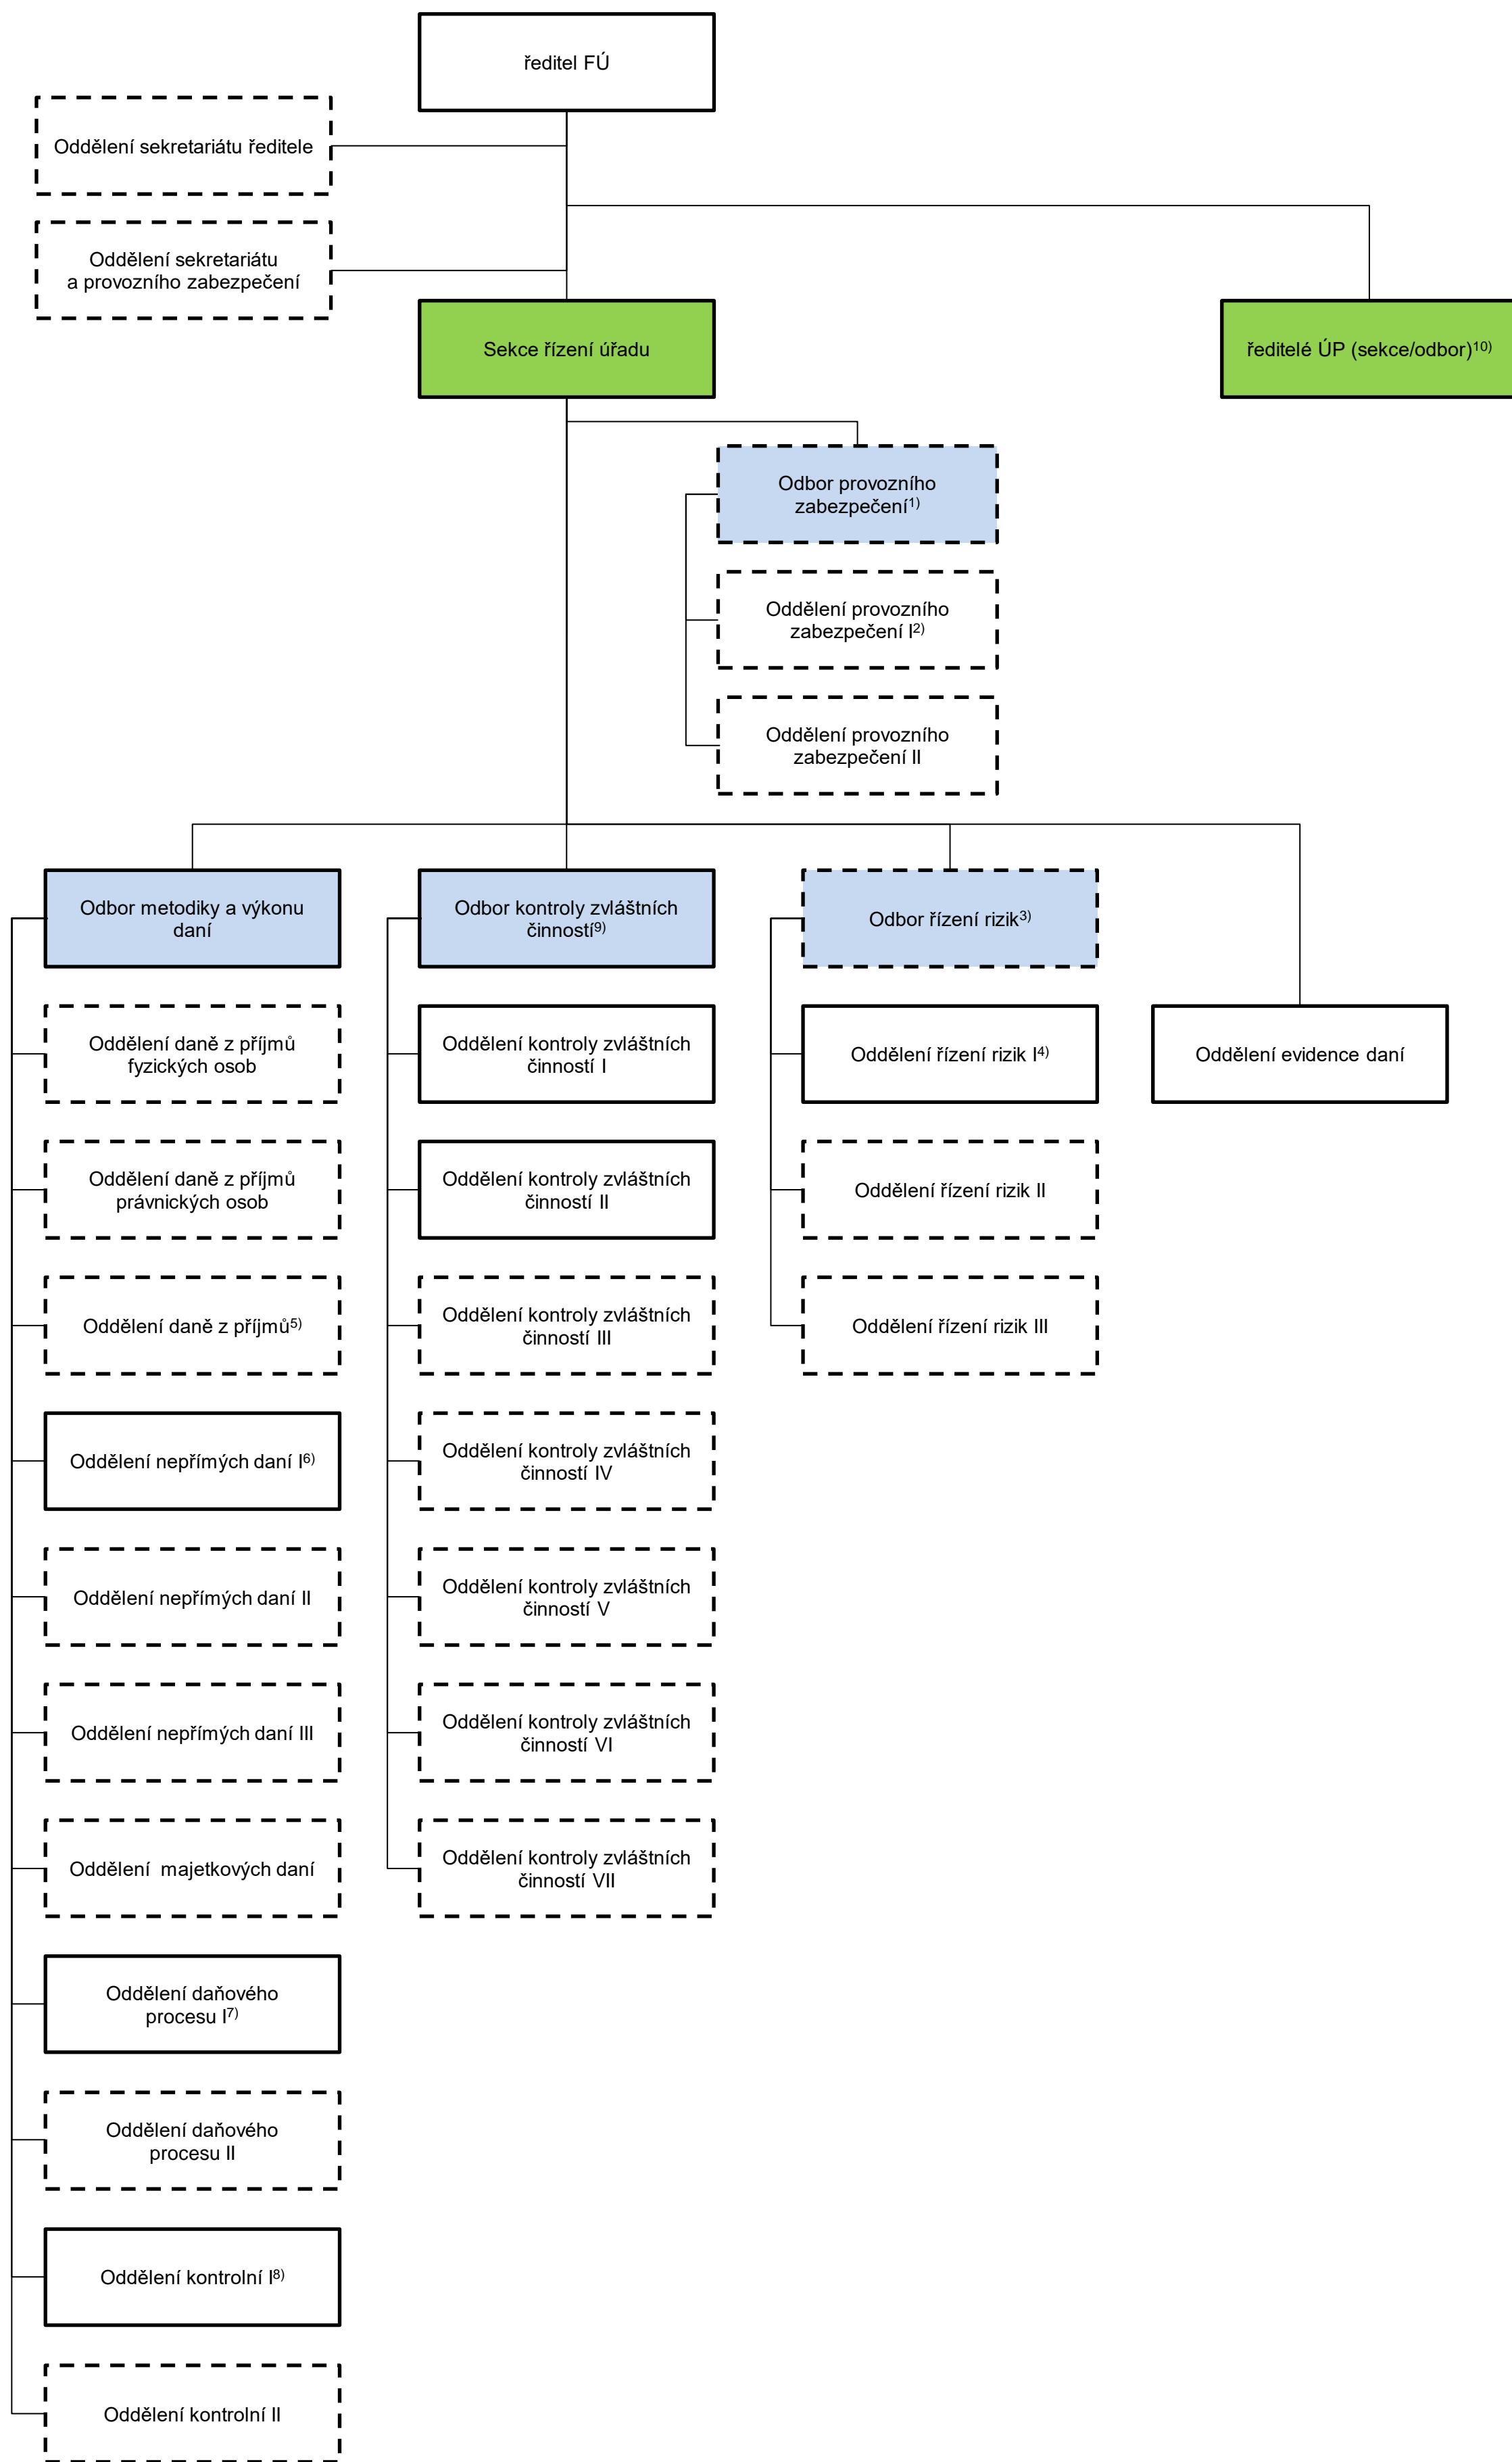 ředitel FÚ
Oddělení sekretariátu ředitele
Oddělení sekretariátu
a provozního zabezpečení
Sekce řízení úřadu
ředitelé ÚP (sekce/odbor)10)
Odbor provozního
zabezpečení1)
Oddělení provozního
zabezpečení I2)
Oddělení provozního
zabezpečení II
Odbor metodiky a výkonu
daní
Oddělení daně z příjmů
fyzických osob
Oddělení daně z příjmů
právnických osob
Oddělení daně z příjmů5)
Oddělení nepřímých daní I6)
Oddělení nepřímých daní II
Oddělení nepřímých daní III
Oddělení  majetkových daní
Oddělení daňového
procesu I7)
Oddělení daňového
procesu II
Oddělení kontrolní I8)
Oddělení kontrolní II
Odbor kontroly zvláštních
činností9)
Oddělení kontroly zvláštních
činností I
Oddělení kontroly zvláštních
činností II
Oddělení kontroly zvláštních
činností III
Oddělení kontroly zvláštních
činností IV
Oddělení kontroly zvláštních
činností V
Oddělení kontroly zvláštních
činností VI
Oddělení kontroly zvláštních
činností VII
Odbor řízení rizik3)
Oddělení řízení rizik I4)
Oddělení řízení rizik II
Oddělení řízení rizik III
Oddělení evidence daní